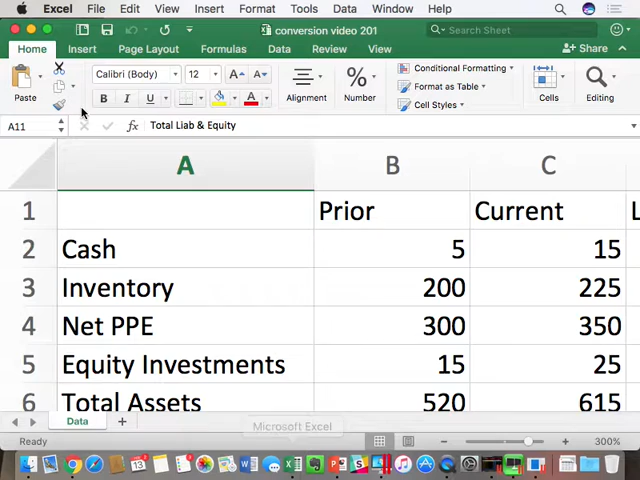 Excel File Edit View Insert Format Tools Data Window Help
conversion video 201
Search Sheet
Home Insert Page Layout Formulas Data Review View Share
Paste
Calibri (Body) 12
A A
B I U A
Alignment
%
Number
Conditional Formatting
Format as Table
Cell Styles
Cells
Editing
A11 fx Total Liab & Equity
A B C
1 Prior Current L
2 Cash 5 15
3 Inventory 200 225
4 Net PPE 300 350
5 Equity Investments 15 25
6 Total Assets 520 615
Data
Microsoft Excel
Ready 300%
13